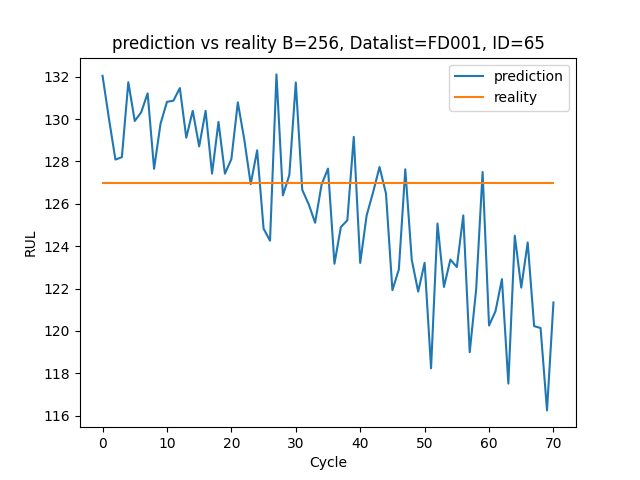 prediction vs reality B=256, Datalist=FD001, ID=65
prediction
reality
RUL
132
130
128
126
124
122
120
118
116
0 10 20 30 40 50 60 70
Cycle